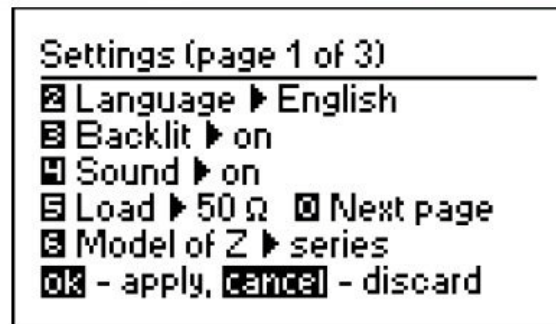 Settings (page 1 of 3)
2 Language ▶ English
3 Backlit ▶ on
4 Sound ▶ on
5 Load ▶ 50 Ω 0 Next page
6 Model of Z ▶ series
ok - apply, cancel - discard